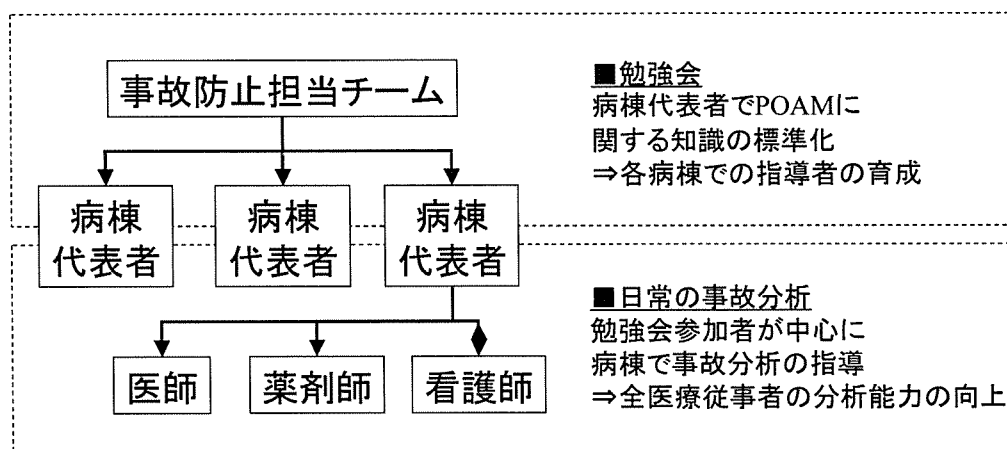 事故防止担当チーム
■勉強会
病棟代表者でPOAMに
関する知識の標準化
⇒各病棟での指導者の育成
病棟
代表者
病棟
代表者
病棟
代表者
■日常の事故分析
勉強会参加者が中心に
病棟で事故分析の指導
⇒全医療従事者の分析能力の向上
医師
薬剤師
看護師